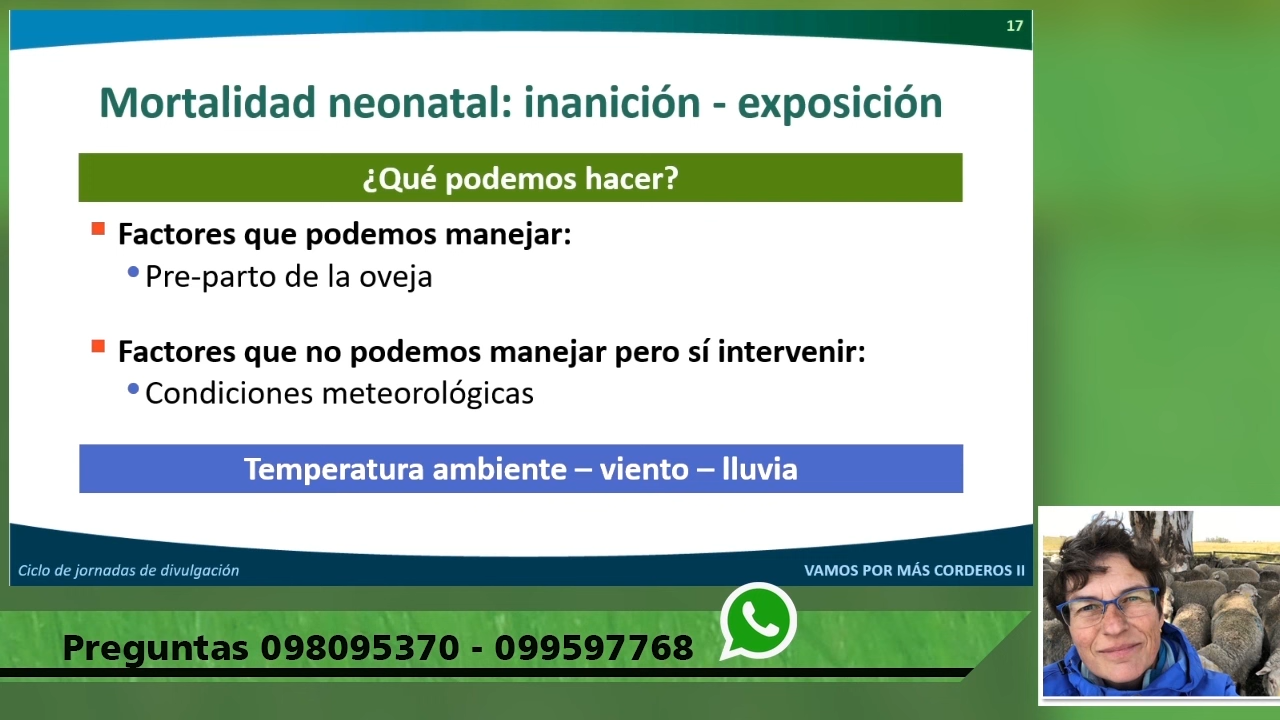 17
Mortalidad neonatal: inanición - exposición
¿Qué podemos hacer?
Factores que podemos manejar:
Pre-parto de la oveja
Factores que no podemos manejar pero sí intervenir:
Condiciones meteorológicas
Temperatura ambiente – viento – lluvia
Ciclo de jornadas de divulgación
VAMOS POR MÁS CORDEROS II
Preguntas 098095370 - 099597768